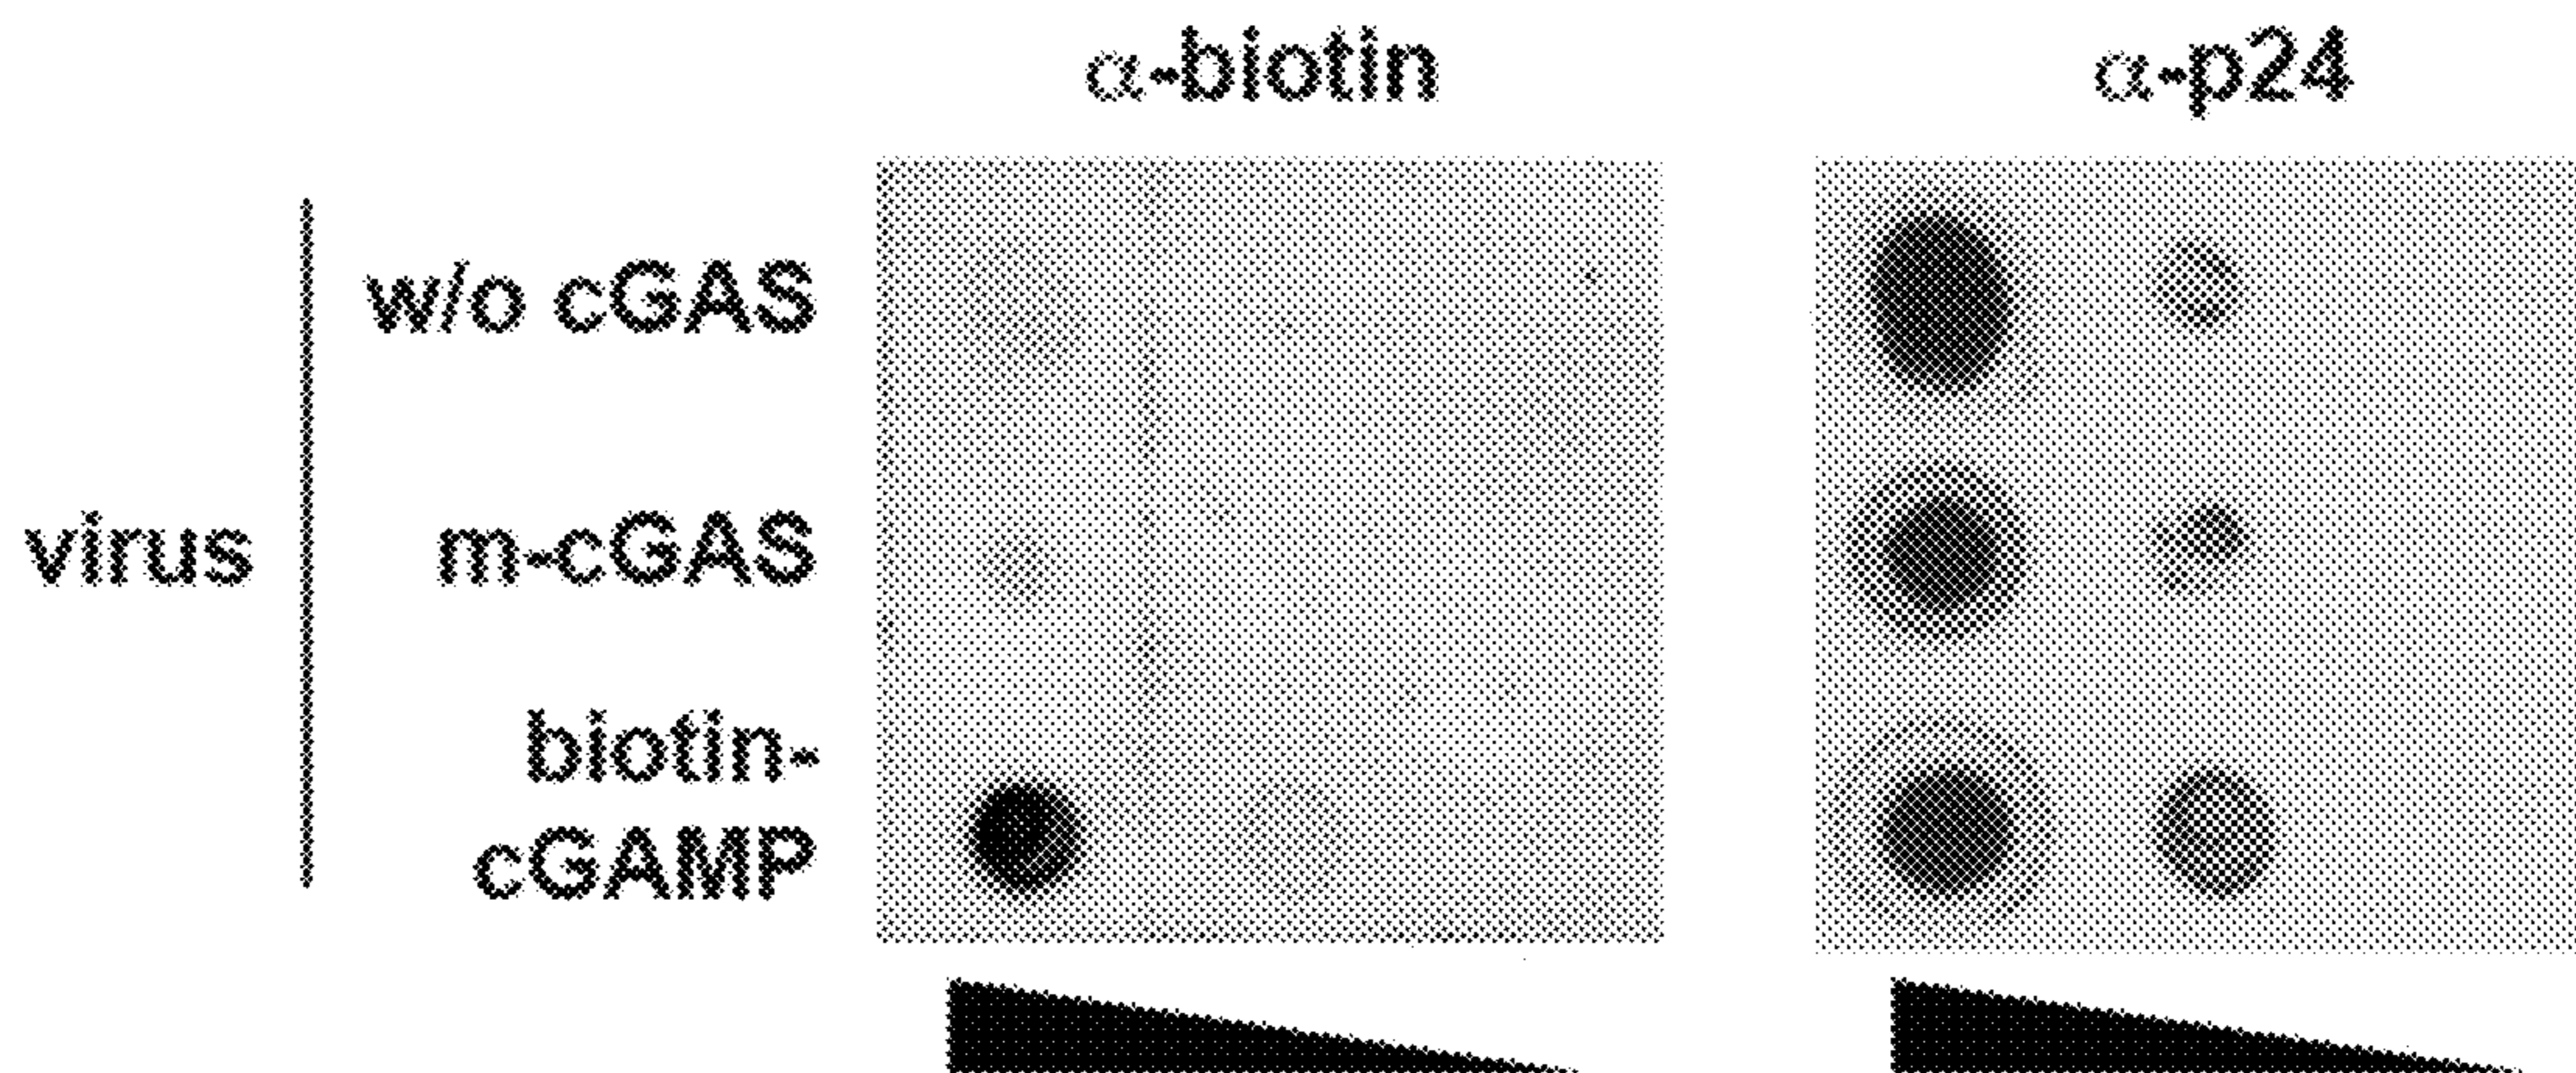 α-biotin
α-p24
w/o cGAS
virus
m-cGAS
biotin-
cGAMP